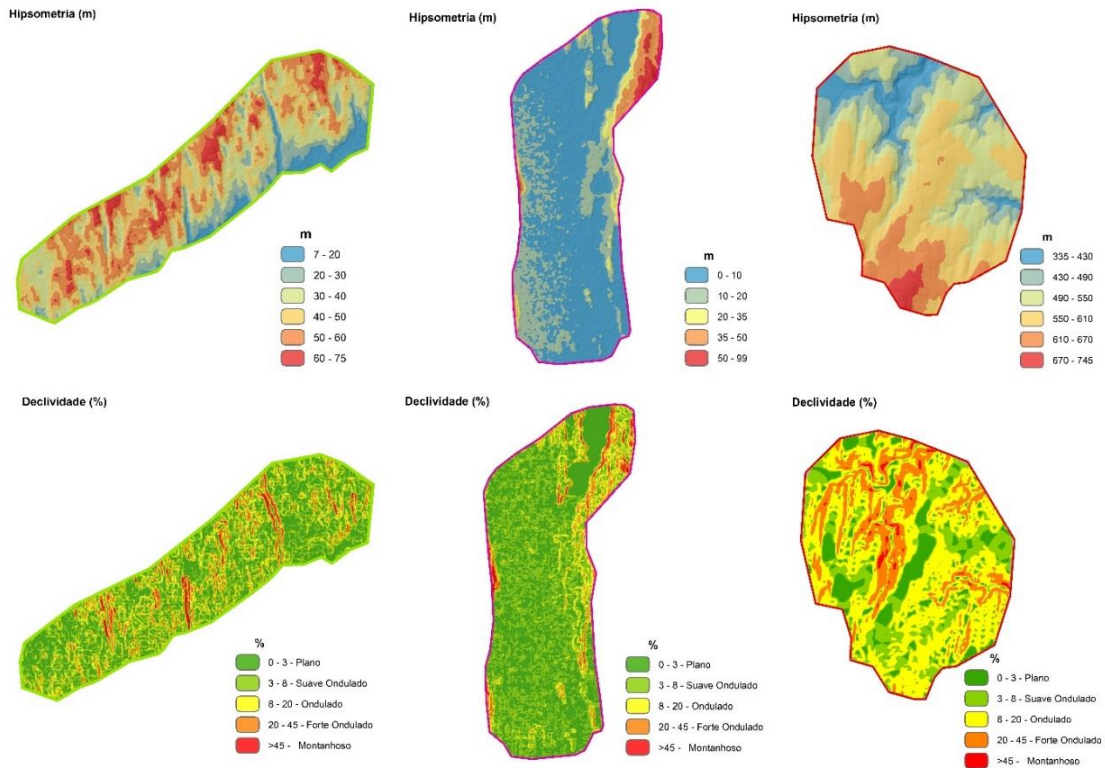 Hipsometria (m)
m
7 - 20
20 - 30
30 - 40
40 - 50
50 - 60
60 - 75
Hipsometria (m)
m
0 - 10
10 - 20
20 - 35
35 - 50
50 - 99
Hipsometria (m)
m
335 - 430
430 - 490
490 - 550
550 - 610
610 - 670
670 - 745
Declividade (%)
%
0 - 3 - Plano
3 - 8 - Suave Ondulado
8 - 20 - Ondulado
20 - 45 - Forte Ondulado
>45 - Montanhoso
Declividade (%)
%
0 - 3 - Plano
3 - 8 - Suave Ondulado
8 - 20 - Ondulado
20 - 45 - Forte Ondulado
>45 - Montanhoso
Declividade (%)
%
0 - 3 - Plano
3 - 8 - Suave Ondulado
8 - 20 - Ondulado
20 - 45 - Forte Ondulado
>45 - Montanhoso